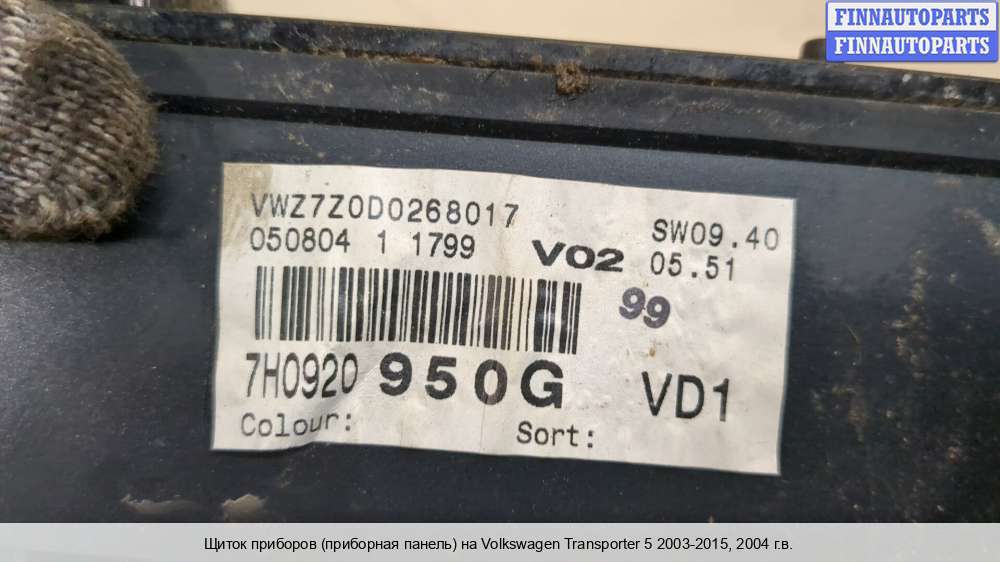 FINNAUTOPARTS
FINNAUTOPARTS
VWZ7Z0D0268017
SW09.40
050804 1 1799
V02
05.51
99
7H0920 950G VD1
Colour:
Sort:
Щиток приборов (приборная панель) на Volkswagen Transporter 5 2003-2015, 2004 г.в.